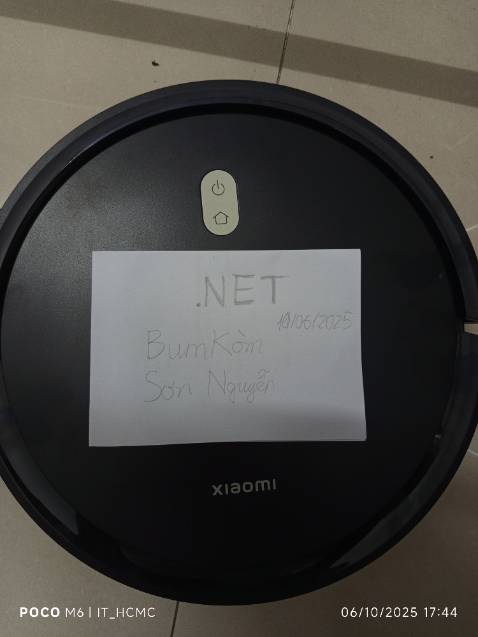 .NET
10/06/2025
BumKòm
Sơn Nguyễn
xiaomi
POCO M6 | IT_HCMC
06/10/2025 17:44